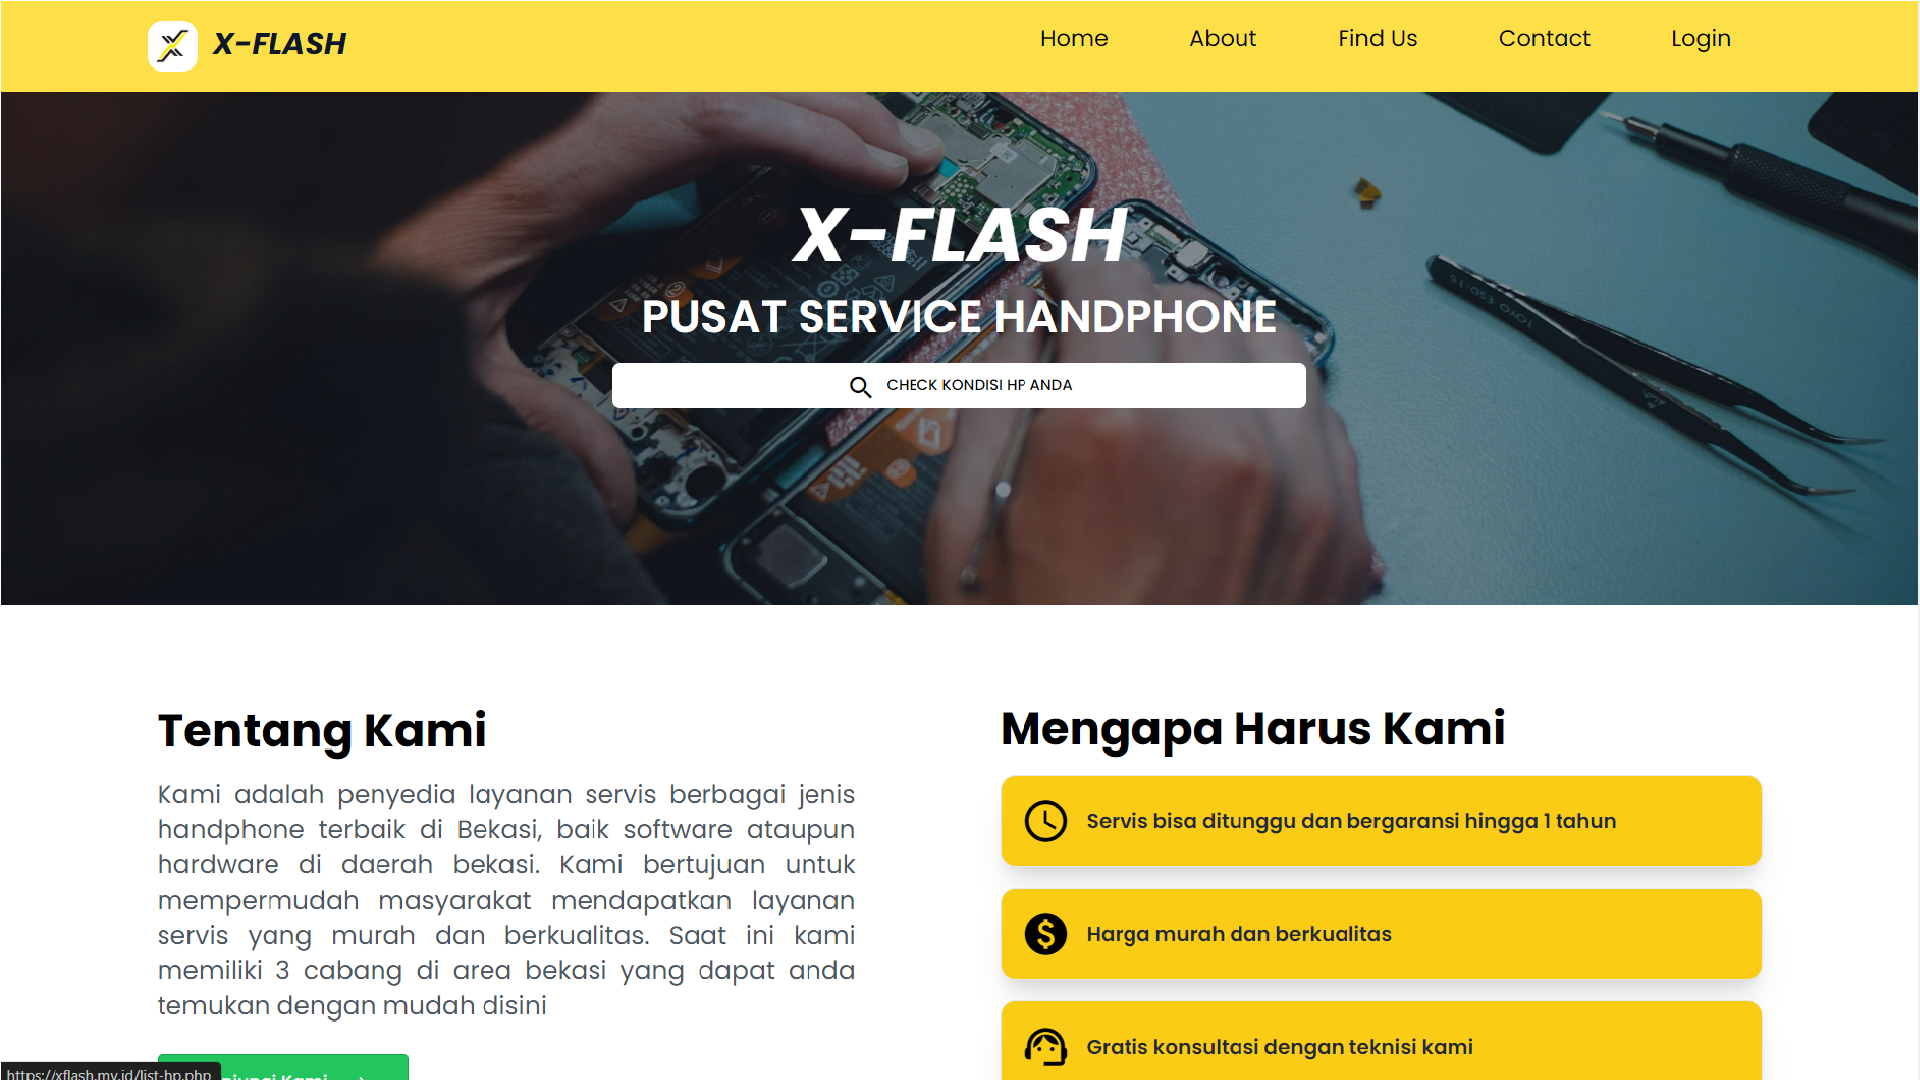 X-FLASH
Home
About
Find Us
Contact
Login
X-FLASH
PUSAT SERVICE HANDPHONE
CHECK KONDISI HP ANDA
Tentang Kami
Kami adalah penyedia layanan servis berbagai jenis
handphone terbaik di Bekasi, baik software ataupun
hardware di daerah bekasi. Kami bertujuan untuk
mempermudah masyarakat mendapatkan layanan
servis yang murah dan berkualitas. Saat ini kami
memiliki 3 cabang di area bekasi yang dapat anda
temukan dengan mudah disini
Mengapa Harus Kami
Servis bisa ditunggu dan bergaransi hingga 1 tahun
Harga murah dan berkualitas
Gratis konsultasi dengan teknisi kami
Kami
https://xflash.my.id/list-hp.php